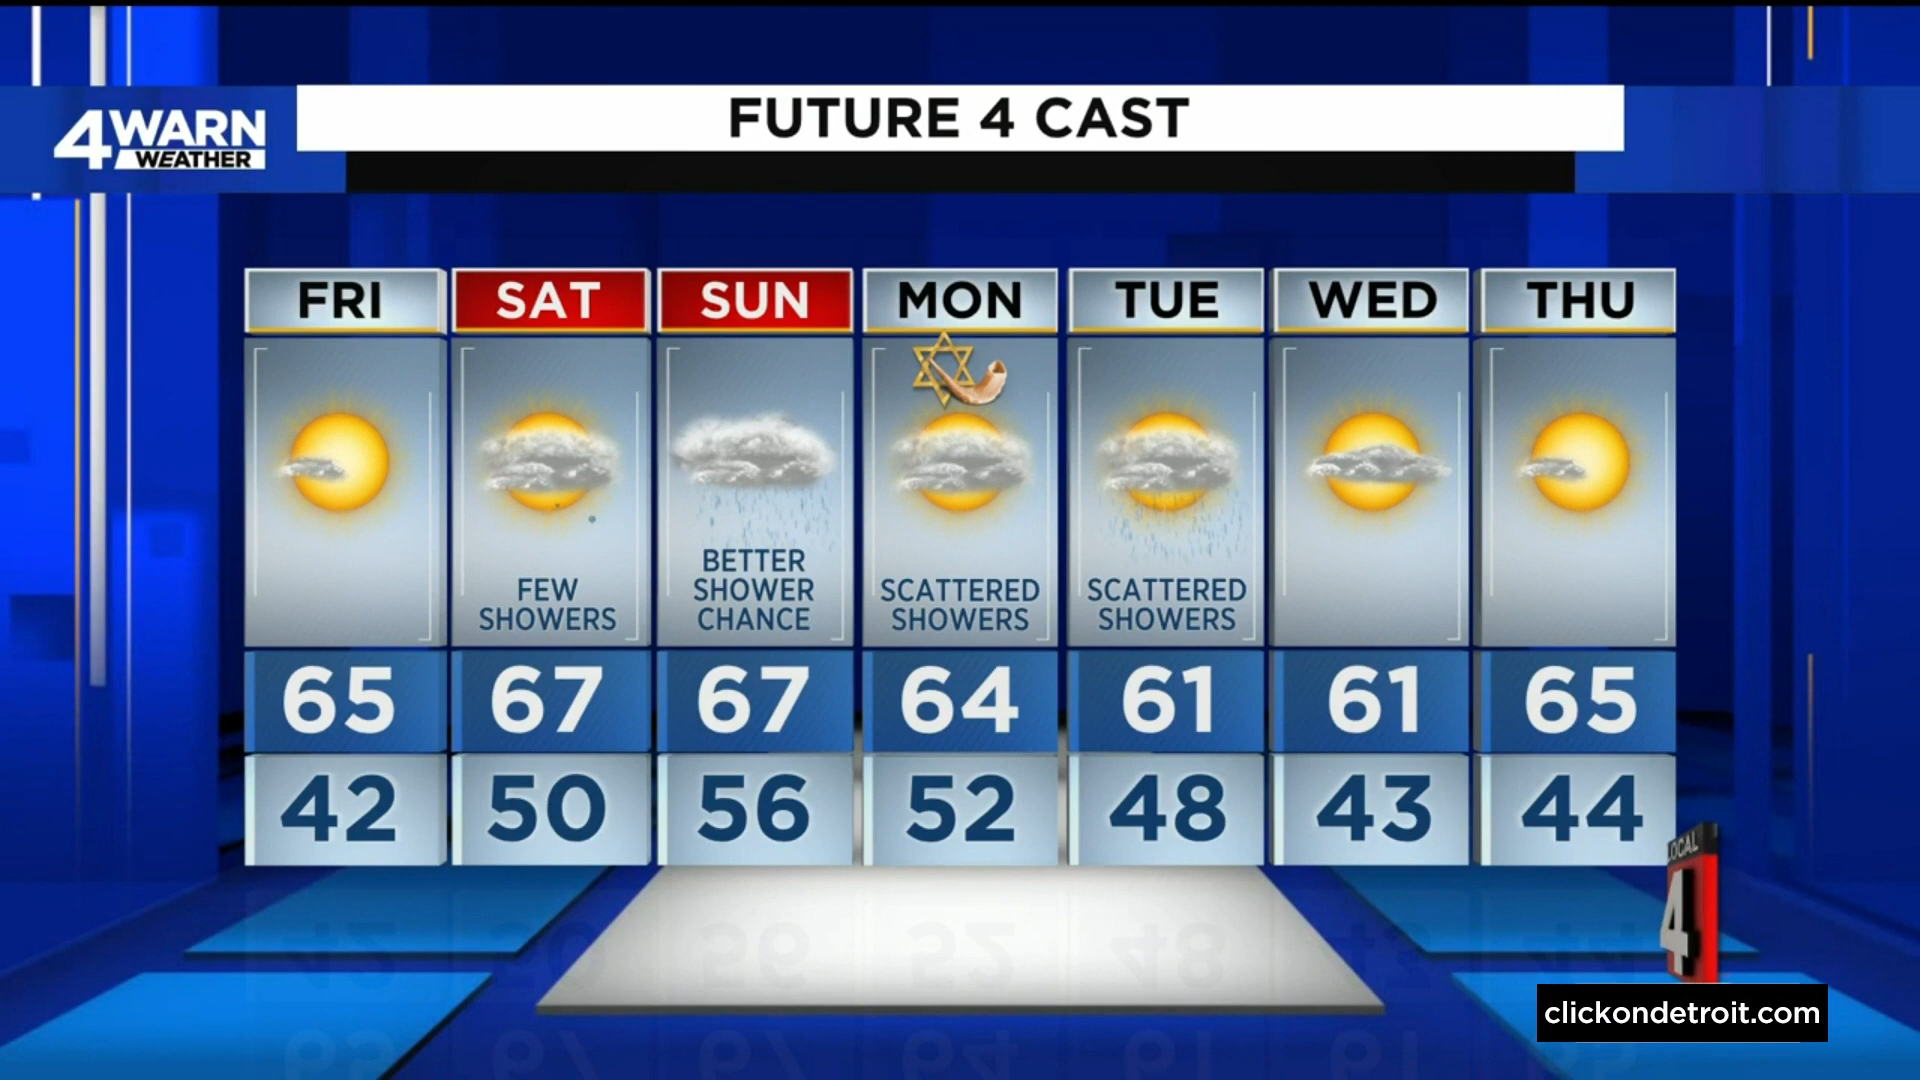 FUTURE 4 CAST
4WARN
WEATHER
FRI
SAT
SUN
MON
TUE
WED
THU
FEW
SHOWERS
BETTER
SHOWER
CHANCE
SCATTERED
SHOWERS
SCATTERED
SHOWERS
65
67
67
64
61
61
65
42
50
56
52
48
43
44
LOCAL
4
clickondetroit.com